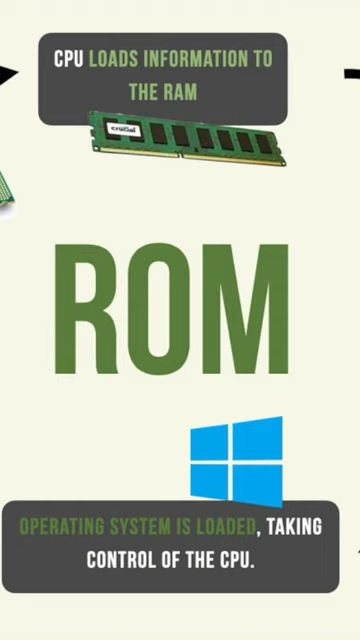 CPU LOADS INFORMATION TO
THE RAM
crucial
ROM
OPERATING SYSTEM IS LOADED, TAKING
CONTROL OF THE CPU.